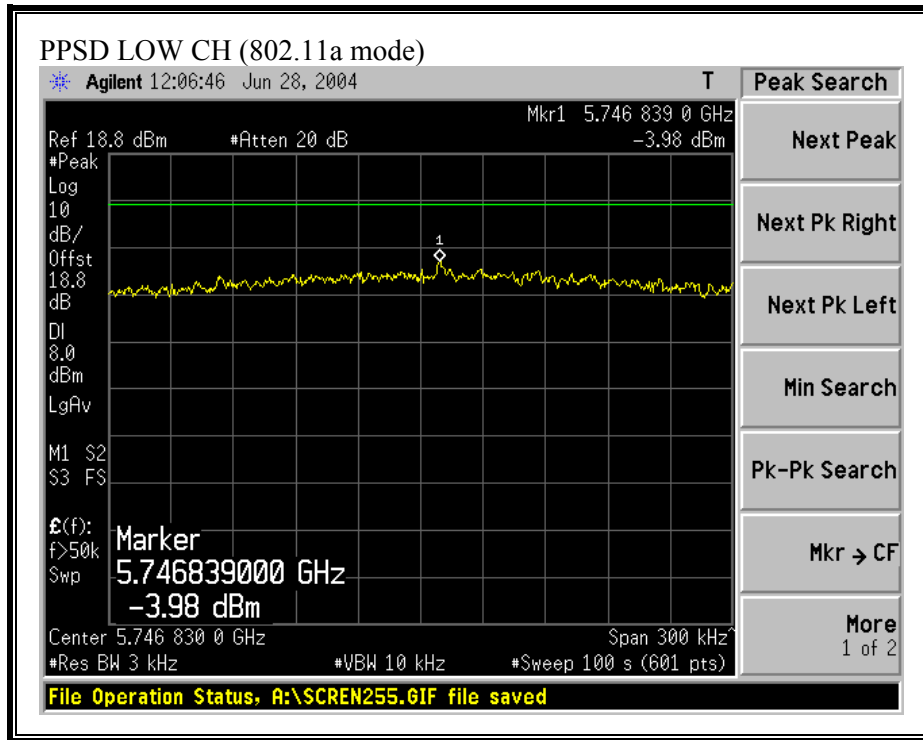 PPSD LOW CH (802.11a mode)
Agilent 12:06:46 Jun 28, 2004 T
Peak Search
Mkr1 5.746 839 0 GHz
Ref 18.8 dBm #Atten 20 dB -3.98 dBm
#Peak
Log
10
dB/
Offst
18.8
dB
DI
8.0
dBm
LgAv
M1 S2
S3 FS
£(f):
f>50k
Swp
1
Marker
5.746839000 GHz
-3.98 dBm
Center 5.746 830 0 GHz Span 300 kHz^
#Res BW 3 kHz #VBW 10 kHz #Sweep 100 s (601 pts)
File Operation Status, A:\SCREN255.GIF file saved
Next Peak
Next Pk Right
Next Pk Left
Min Search
Pk-Pk Search
Mkr → CF
More
1 of 2